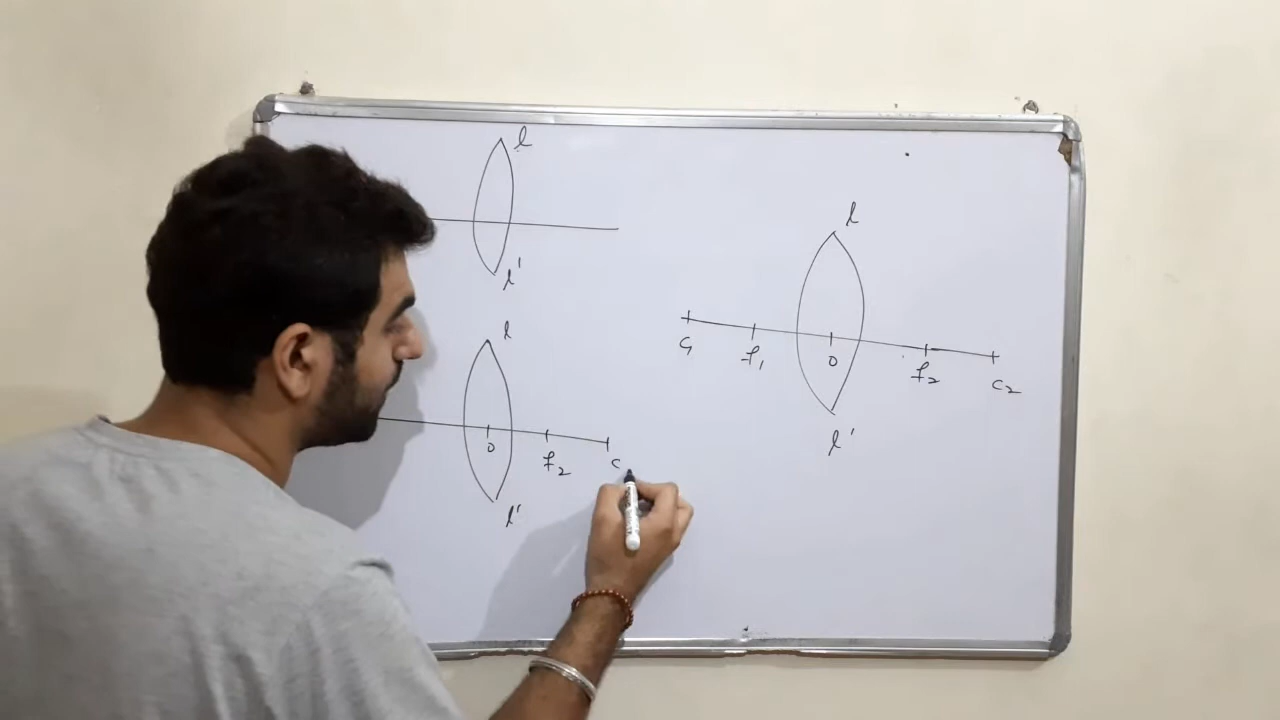 l
l'
l
O f₂ c
l'
l
C₁ f₁ O f₂ C₂
l'